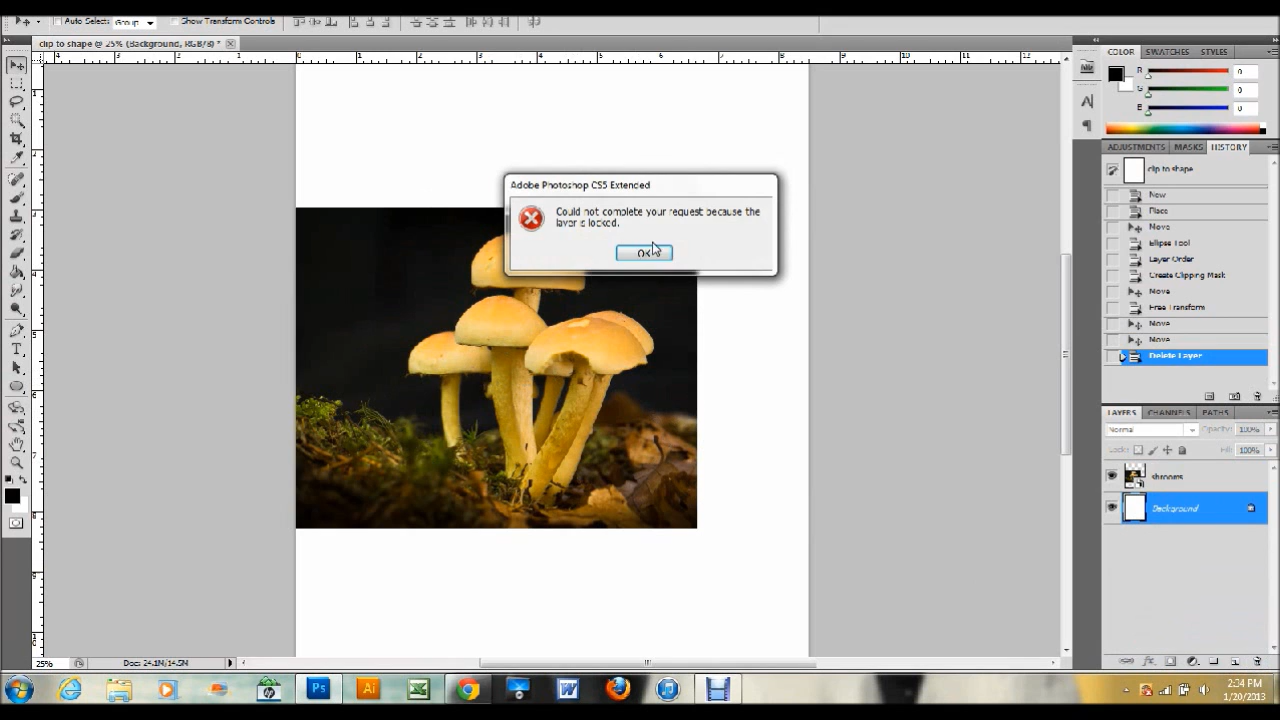 Auto Select: Group Show Transform Controls
clip to shape @ 25% (Background, RGB/8) *
COLOR SWATCHES STYLES
R 0
G 0
B 0
ADJUSTMENTS MASKS HISTORY
clip to shape
New
Place
Move
Ellipse Tool
Layer Order
Create Clipping Mask
Move
Free Transform
Move
Move
Delete Layer
Adobe Photoshop CS5 Extended
Could not complete your request because the
layer is locked.
OK
LAYERS CHANNELS PATHS
Normal Opacity: 100%
Lock: Fill: 100%
shrooms
Background
25% Doc: 24.1M/14.5M
Ps Ai
2:34 PM
1/20/2013